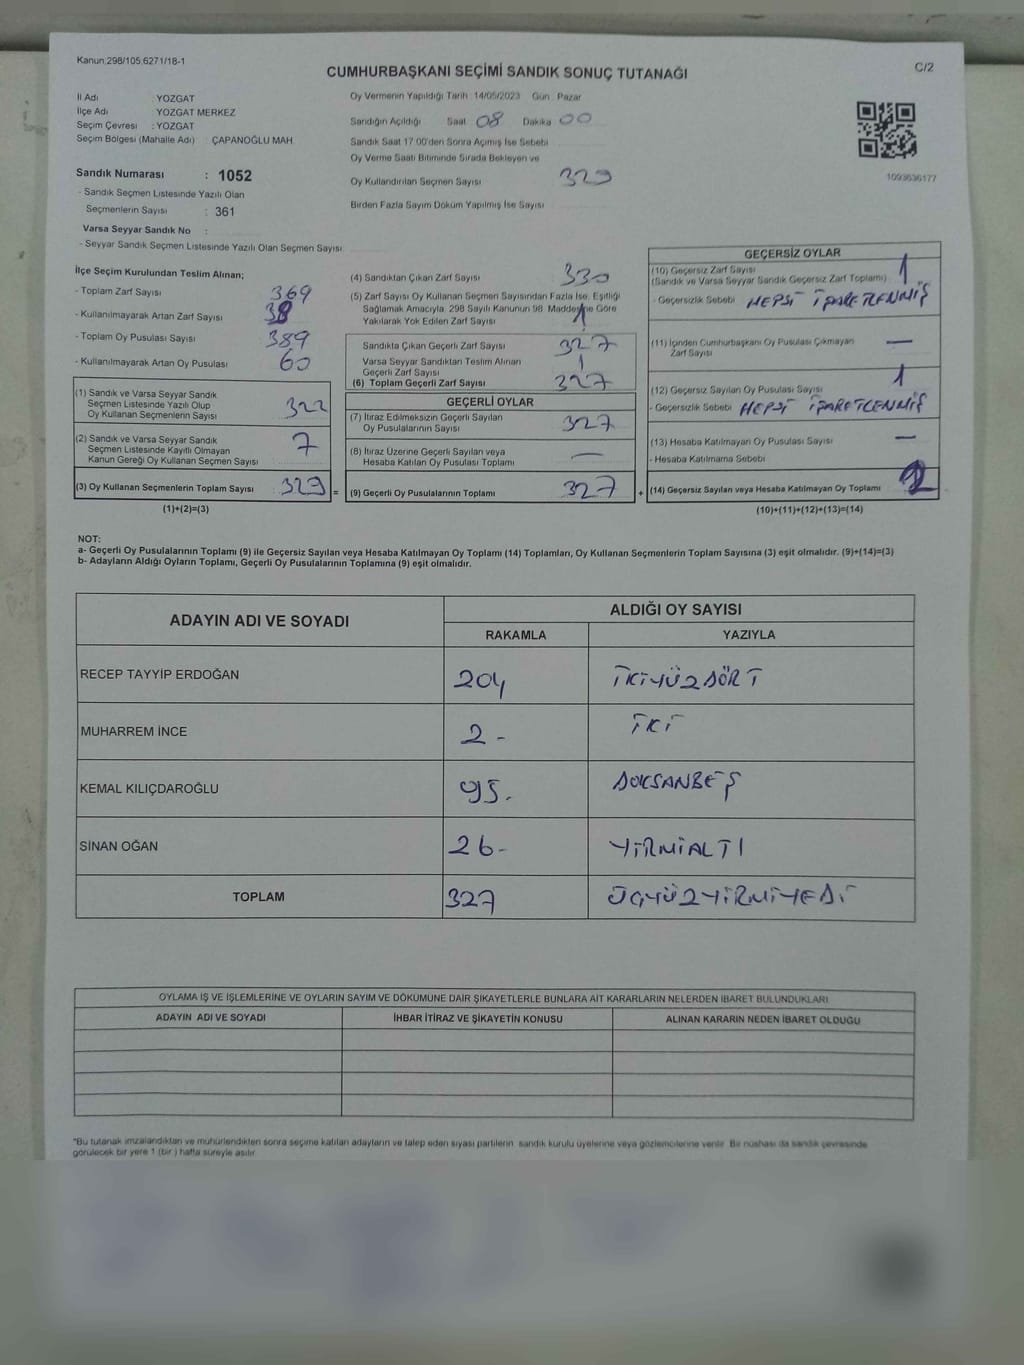 Kanun:298/105,6271/18-1
CUMHURBAŞKANI SEÇİMİ SANDIK SONUÇ TUTANAĞI
C/2
İl Adı : YOZGAT
İlçe Adı : YOZGAT MERKEZ
Seçim Çevresi : YOZGAT
Seçim Bölgesi (Mahalle Adı) : ÇAPANOĞLU MAH.
Sandık Numarası : 1052
- Sandık Seçmen Listesinde Yazılı Olan
Seçmenlerin Sayısı : 361
Varsa Seyyar Sandık No :
- Seyyar Sandık Seçmen Listesinde Yazılı Olan Seçmen Sayısı:
Oy Vermenin Yapıldığı Tarih :14/05/2023 Gün : Pazar
Sandığın Açıldığı Saat 08 Dakika 00
Sandık Saat 17:00'den Sonra Açımış İse Sebebi
Oy Verme Saati Bitiminde Sırada Bekleyen ve
Oy Kullandırılan Seçmen Sayısı 329
Birden Fazla Sayım Döküm Yapılmış İse Sayısı
1093636177
İlçe Seçim Kurulundan Teslim Alınan;
- Toplam Zarf Sayısı 369
- Kullanılmayarak Artan Zarf Sayısı 38
- Toplam Oy Pusulası Sayısı 389
- Kullanılmayarak Artan Oy Pusulası 60
(1) Sandık ve Varsa Seyyar Sandık
Seçmen Listesinde Yazılı Olup
Oy Kullanan Seçmenlerin Sayısı 322
(2) Sandık ve Varsa Seyyar Sandık
Seçmen Listesinde Kayıtlı Olmayan
Kanun Gereği Oy Kullanan Seçmen Sayısı 7
(3) Oy Kullanan Seçmenlerin Toplam Sayısı 329 =
(1)+(2)=(3)
(4) Sandıktan Çıkan Zarf Sayısı 330
(5) Zarf Sayısı Oy Kullanan Seçmen Sayısından Fazla İse, Eşitliği
Sağlamak Amacıyla, 298 Sayılı Kanunun 98. Maddesine Göre
Yakılarak Yok Edilen Zarf Sayısı 1
Sandıkta Çıkan Geçerli Zarf Sayısı 327
Varsa Seyyar Sandıktan Teslim Alınan
Geçerli Zarf Sayısı
(6) Toplam Geçerli Zarf Sayısı 327
GEÇERLİ OYLAR
(7) İtiraz Edilmeksizin Geçerli Sayılan
Oy Pusulalarının Sayısı 327
(8) İtiraz Üzerine Geçerli Sayılan veya
Hesaba Katılan Oy Pusulası Toplamı —
(9) Geçerli Oy Pusulalarının Toplamı 327 +
GEÇERSİZ OYLAR
(10) Geçersiz Zarf Sayısı 1
(Sandık ve Varsa Seyyar Sandık Geçersiz Zarf Toplamı)
- Geçersizlik Sebebi HEPSİ İŞARETLENMİŞ
(11) İçinden Cumhurbaşkanı Oy Pusulası Çıkmayan
Zarf Sayısı —
(12) Geçersiz Sayılan Oy Pusulası Sayısı 1
- Geçersizlik Sebebi HEPSİ İŞARETLENMİŞ
(13) Hesaba Katılmayan Oy Pusulası Sayısı —
- Hesaba Katılmama Sebebi
(14) Geçersiz Sayılan veya Hesaba Katılmayan Oy Toplamı 2
(10)+(11)+(12)+(13)=(14)
NOT:
a- Geçerli Oy Pusulalarının Toplamı (9) ile Geçersiz Sayılan veya Hesaba Katılmayan Oy Toplamı (14) Toplamları, Oy Kullanan Seçmenlerin Toplam Sayısına (3) eşit olmalıdır. (9)+(14)=(3)
b- Adayların Aldığı Oyların Toplamı, Geçerli Oy Pusulalarının Toplamına (9) eşit olmalıdır.
ADAYIN ADI VE SOYADI ALDIĞI OY SAYISI
RAKAMLA YAZIYLA
RECEP TAYYİP ERDOĞAN 204 İKİYÜZDÖRT
MUHARREM İNCE 2- İKİ
KEMAL KILIÇDAROĞLU 95. DOKSANBEŞ
SİNAN OĞAN 26- YİRMİALTI
TOPLAM 327 ÜÇYÜZYİRMİYEDİ
OYLAMA İŞ VE İŞLEMLERİNE VE OYLARIN SAYIM VE DÖKÜMÜNE DAİR ŞİKAYETLERLE BUNLARA AİT KARARLARIN NELERDEN İBARET BULUNDUKLARI
ADAYIN ADI VE SOYADI İHBAR İTİRAZ VE ŞİKAYETİN KONUSU ALINAN KARARIN NEDEN İBARET OLDUĞU
*Bu tutanak imzalandıktan ve mühürlendikten sonra seçime katılan adayların ve talep eden siyasi partilerin sandık kurulu üyelerine veya gözlemcilerine verilir. Bir nüshası da sandık çevresinde
görülecek bir yere 1 (bir) hafta süreyle asılır.